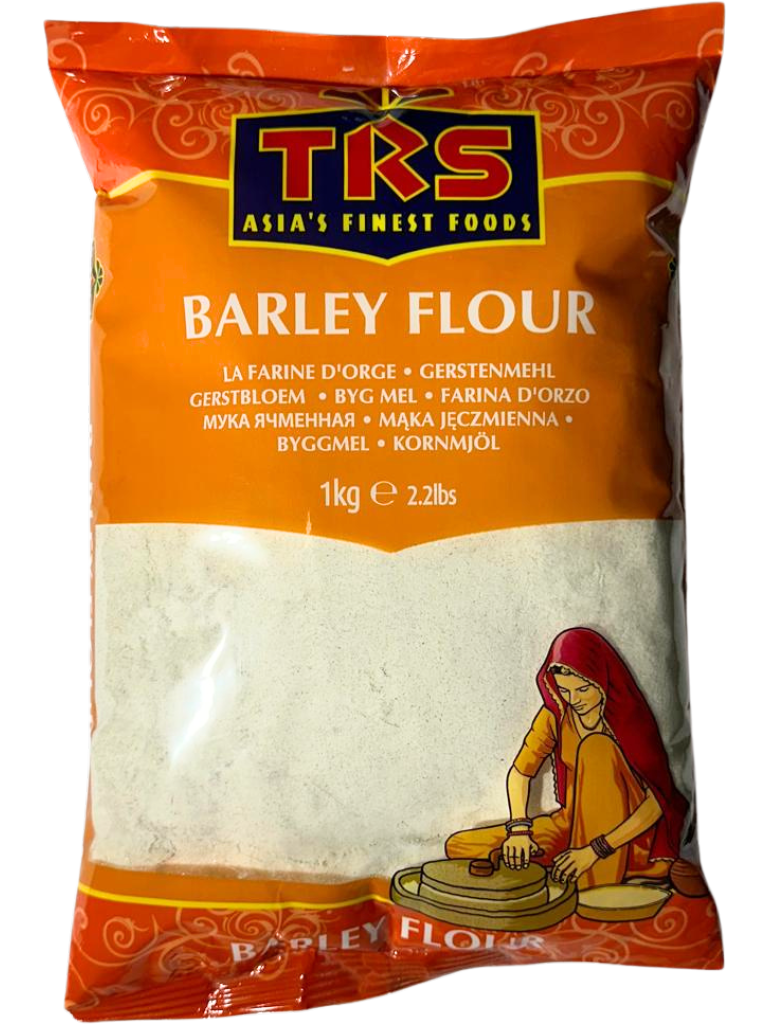 TRS
ASIA'S FINEST FOODS
BARLEY FLOUR
LA FARINE D'ORGE • GERSTENMEHL
GERSTBLOEM • BYG MEL • FARINA D'ORZO
МУКА ЯЧМЕННАЯ • MĄKA JĘCZMIENNA •
BYGGMEL • KORNMJÖL
1kg ℮ 2.2lbs
BARLEY FLOUR